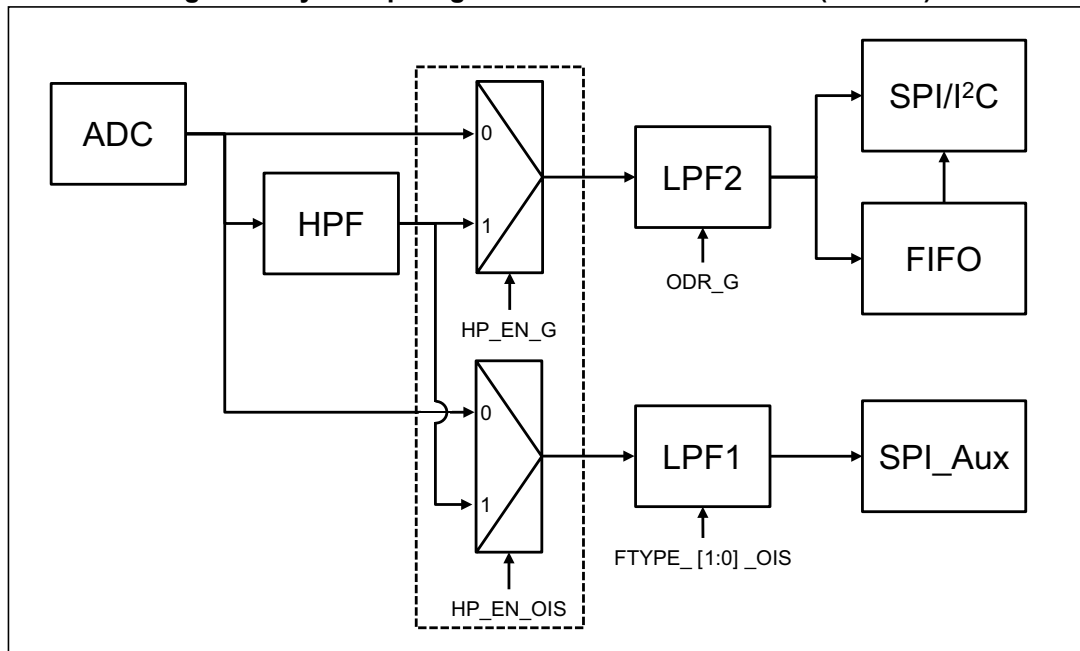 ADC
HPF
0
1
HP_EN_G
LPF2
ODR_G
SPI/I²C
FIFO
0
1
HP_EN_OIS
LPF1
FTYPE_ [1:0] _OIS
SPI_Aux